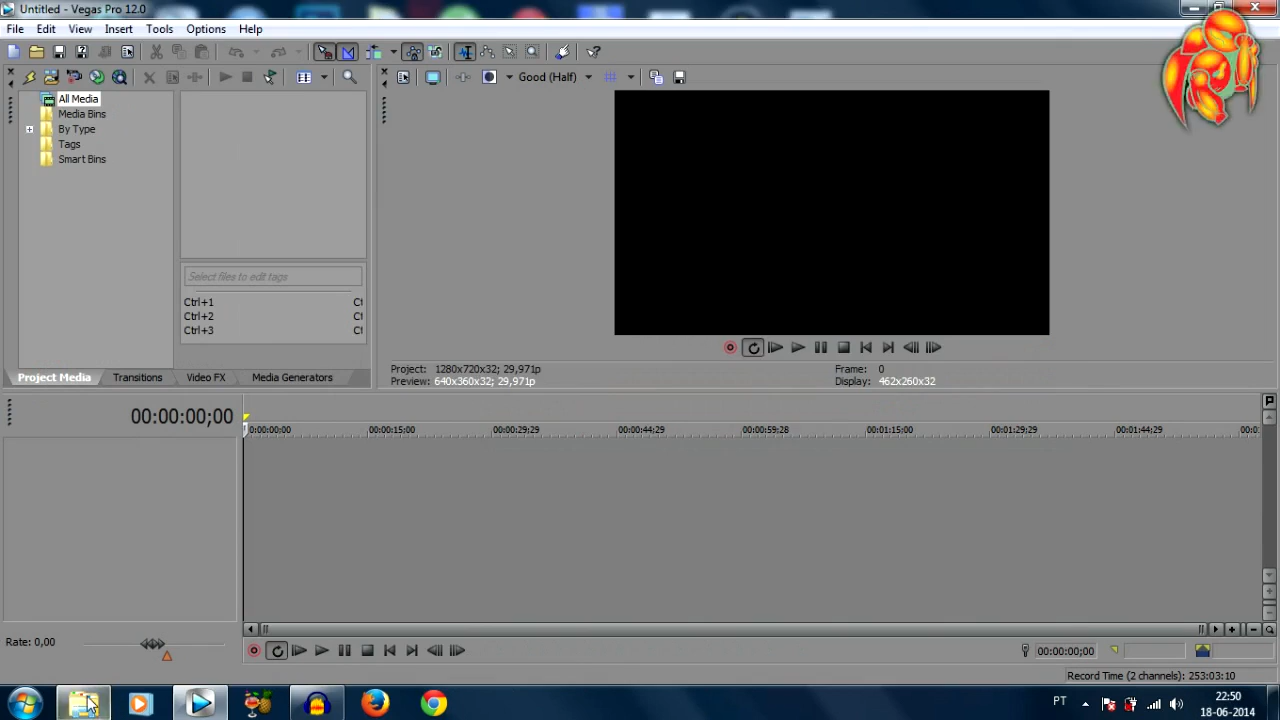 Untitled - Vegas Pro 12.0
File Edit View Insert Tools Options Help
Good (Half)
All Media
Media Bins
By Type
Tags
Smart Bins
Select files to edit tags
Ctrl+1
Ctrl+2
Ctrl+3
Project: 1280x720x32; 29,971p
Preview: 640x360x32; 29,971p
Frame: 0
Display: 462x260x32
Project Media Transitions Video FX Media Generators
00:00:00;00
0:00:00:00 00:00:15;00 00:00:29;29 00:00:44;29 00:00:59;28 00:01:15;00 00:01:29;29 00:01:44;29
Rate: 0,00
00:00:00;00
Record Time (2 channels): 253:03:10
PT
22:50
18-06-2014